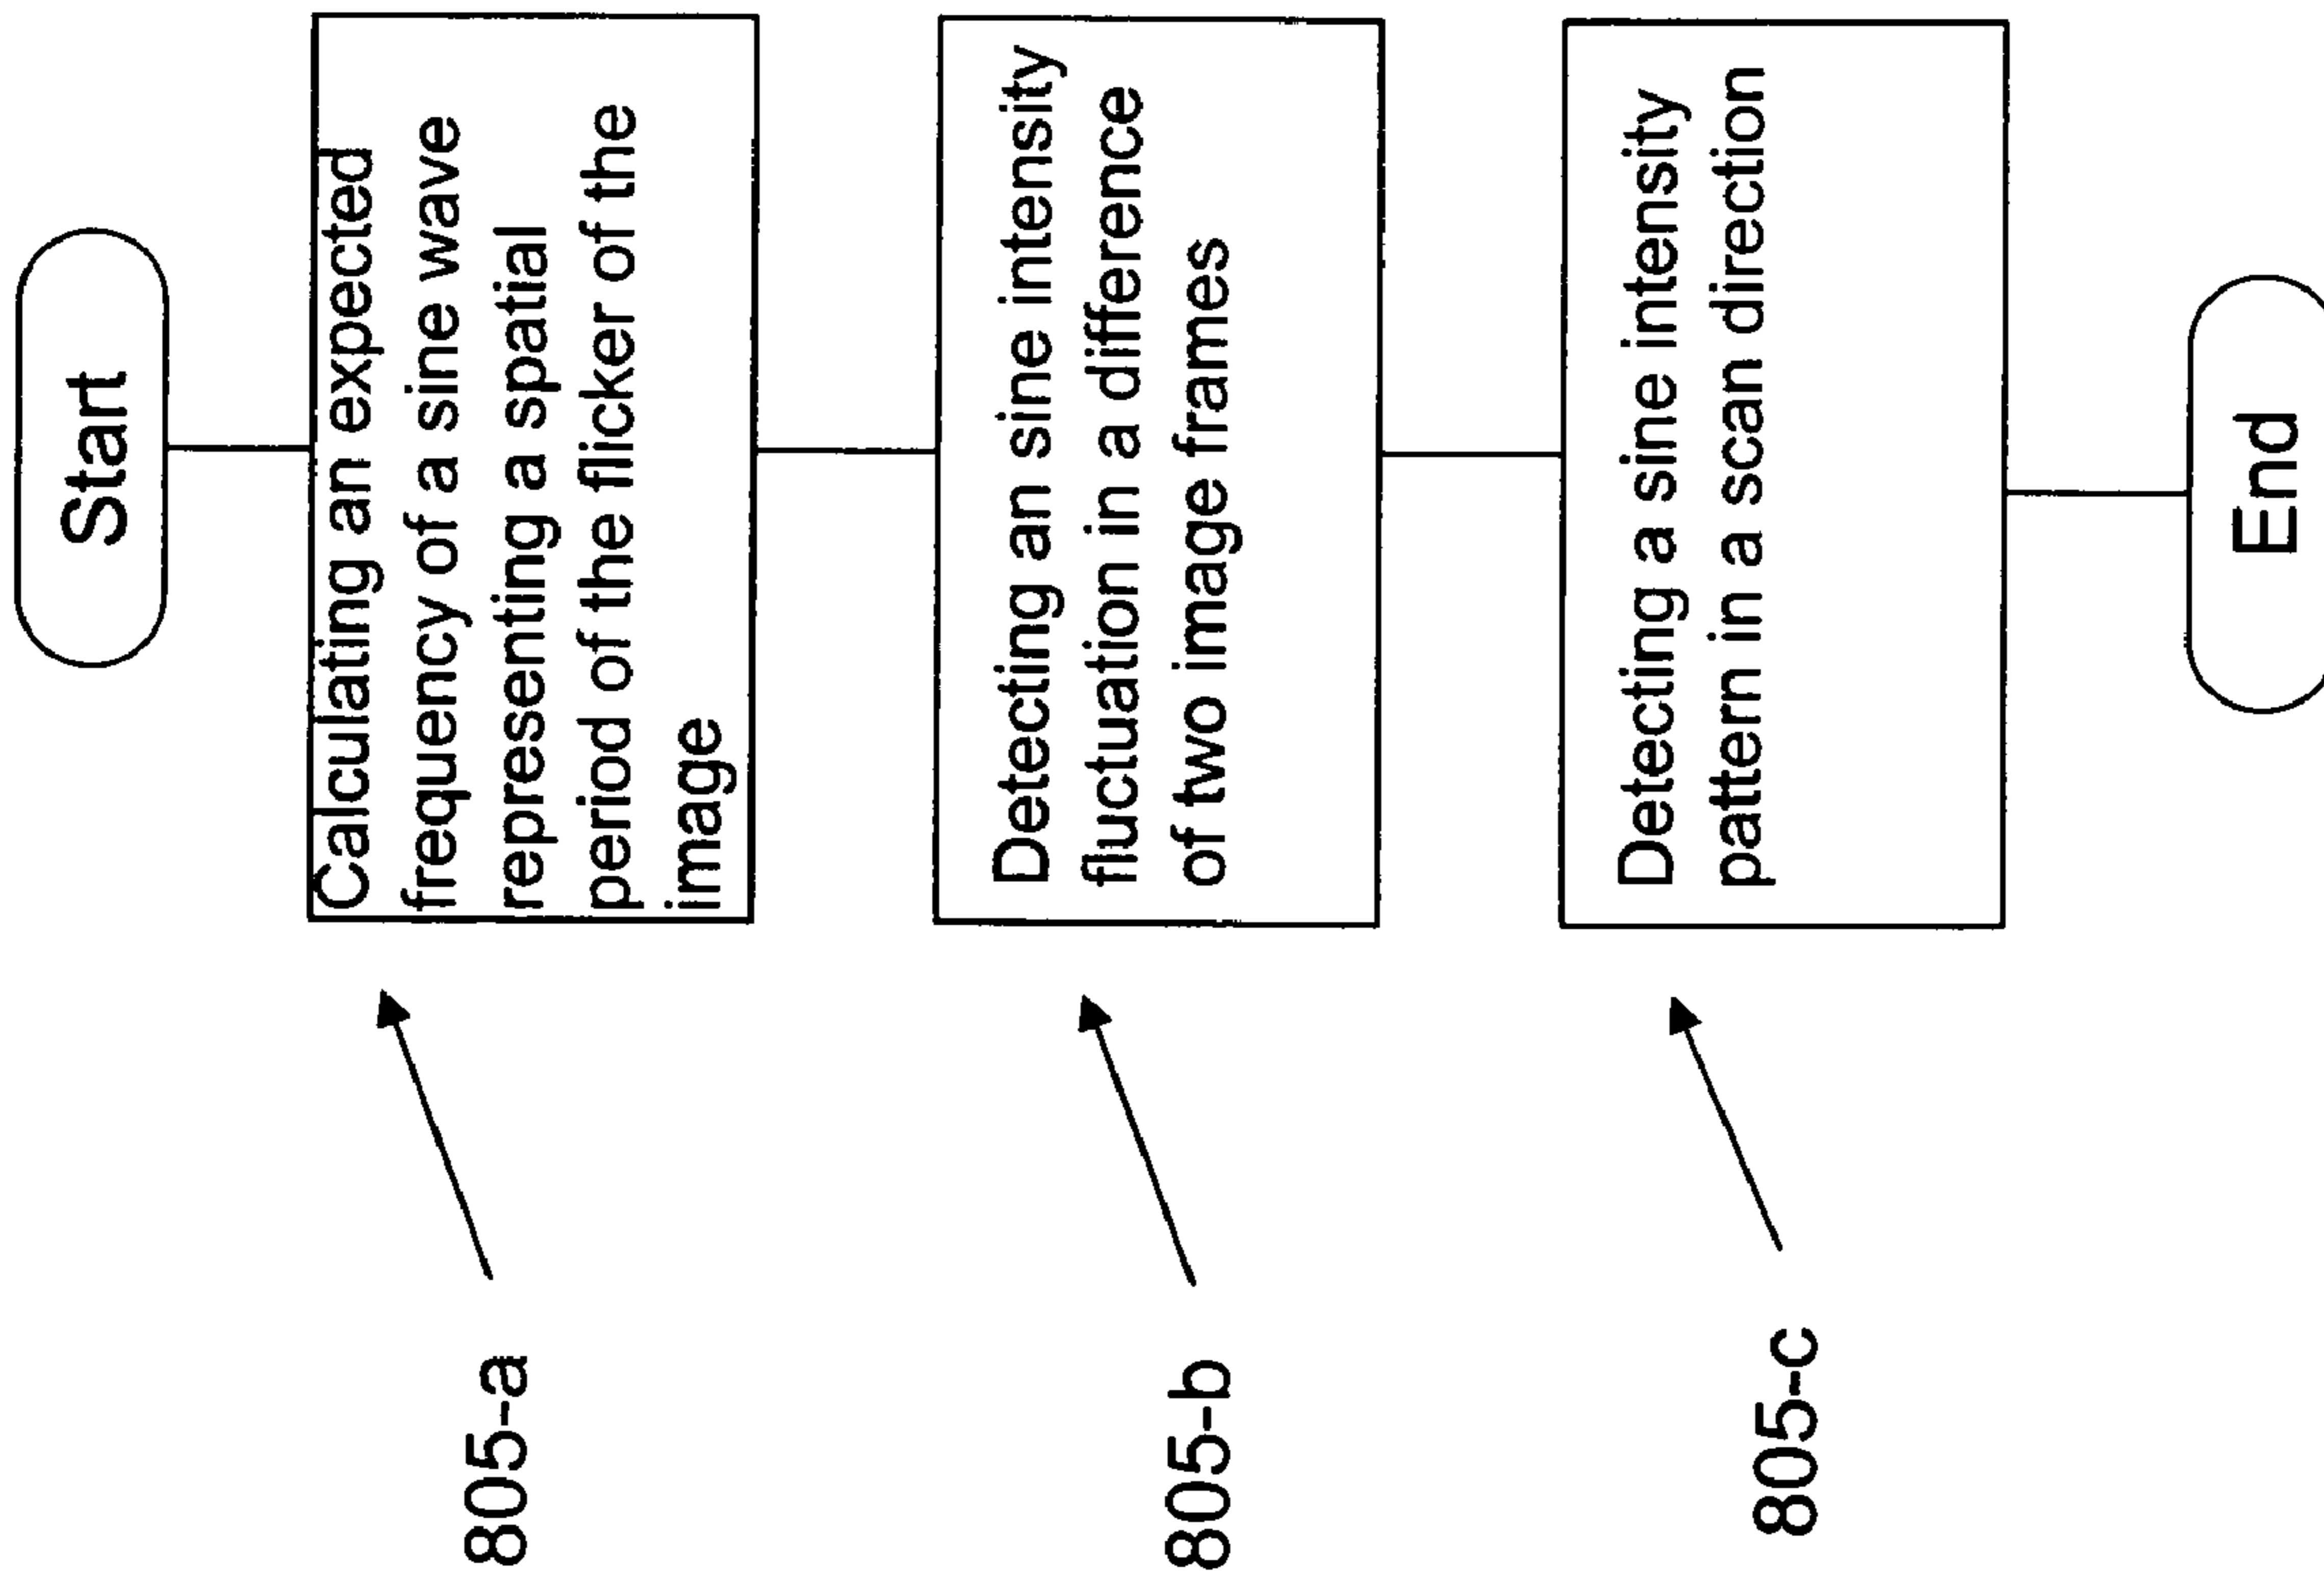 Start
805-a
Calculating an expected
frequency of a sine wave
representing a spatial
period of the flicker of the
image
805-b
Detecting an sine intensity
fluctuation in a difference
of two image frames
805-c
Detecting a sine intensity
pattern in a scan direction
End